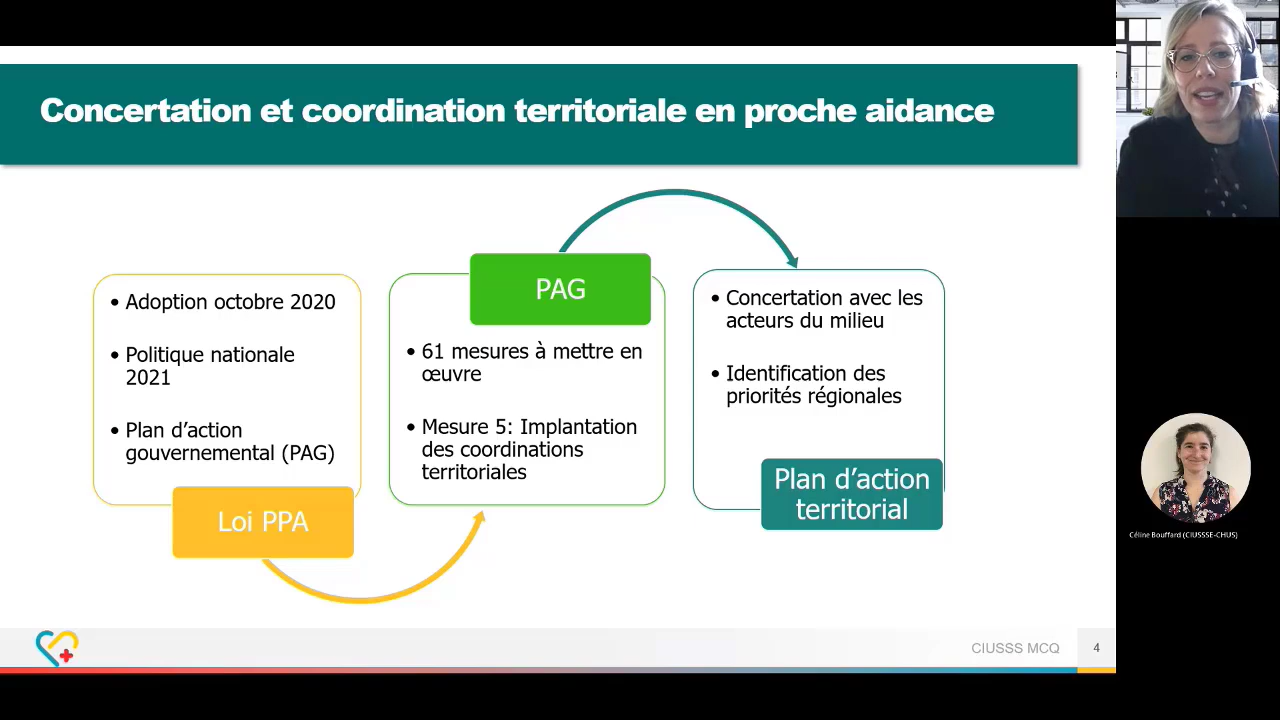 Concertation et coordination territoriale en proche aidance
• Adoption octobre 2020
• Politique nationale
2021
• Plan d’action
gouvernemental (PAG)
Loi PPA
PAG
• 61 mesures à mettre en
œuvre
• Mesure 5: Implantation
des coordinations
territoriales
• Concertation avec les
acteurs du milieu
• Identification des
priorités régionales
Plan d’action
territorial
Céline Bouffard (CIUSSSE-CHUS)
CIUSSS MCQ
4